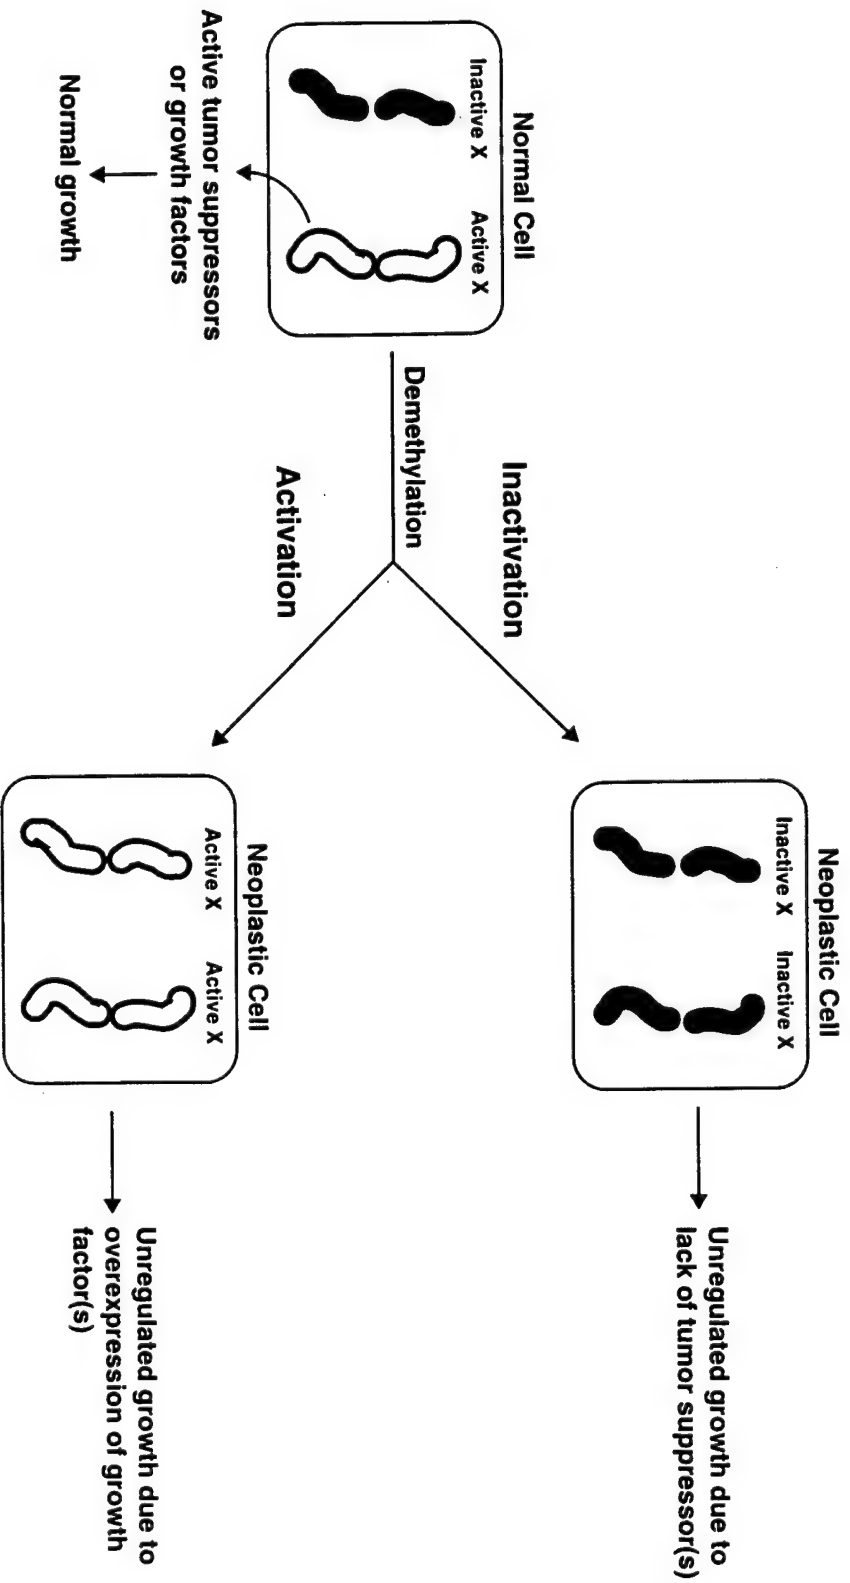 Normal Cell
Inactive X
Active X
Active tumor suppressors
or growth factors
Normal growth
Demethylation
Inactivation
Activation
Neoplastic Cell
Inactive X
Inactive X
Unregulated growth due to
lack of tumor suppressor(s)
Neoplastic Cell
Active X
Active X
Unregulated growth due to
overexpression of growth
factor(s)